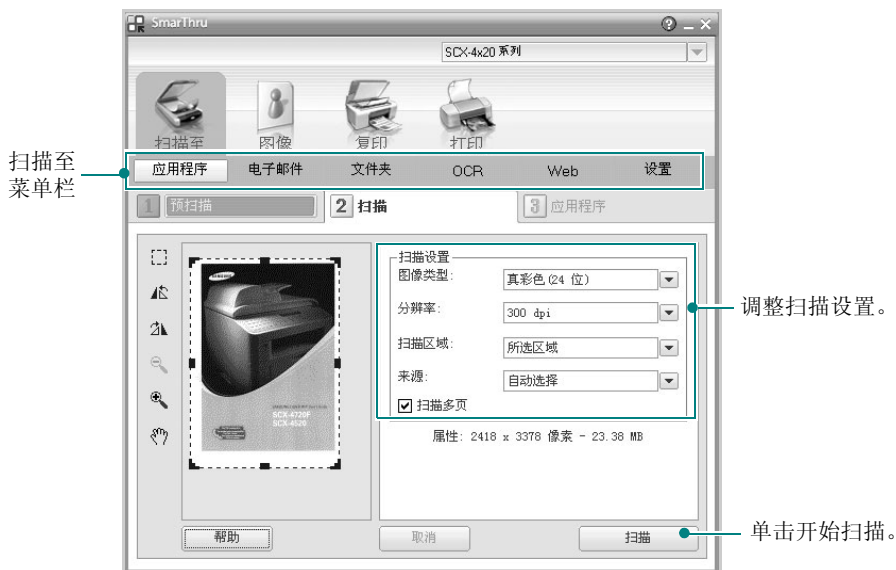 SmarThru
SCX-4x20 系列
扫描至
图像
复印
打印
扫描至
菜单栏
应用程序
电子邮件
文件夹
OCR
Web
设置
1 预扫描
2 扫描
3 应用程序
扫描设置
图像类型:
真彩色(24 位)
分辨率:
300 dpi
扫描区域:
所选区域
来源:
自动选择
扫描多页
调整扫描设置。
属性: 2418 x 3378 像素 - 23.38 MB
SAMSUNG
SCX-4720F
SCX-4520
帮助
取消
扫描
单击开始扫描。